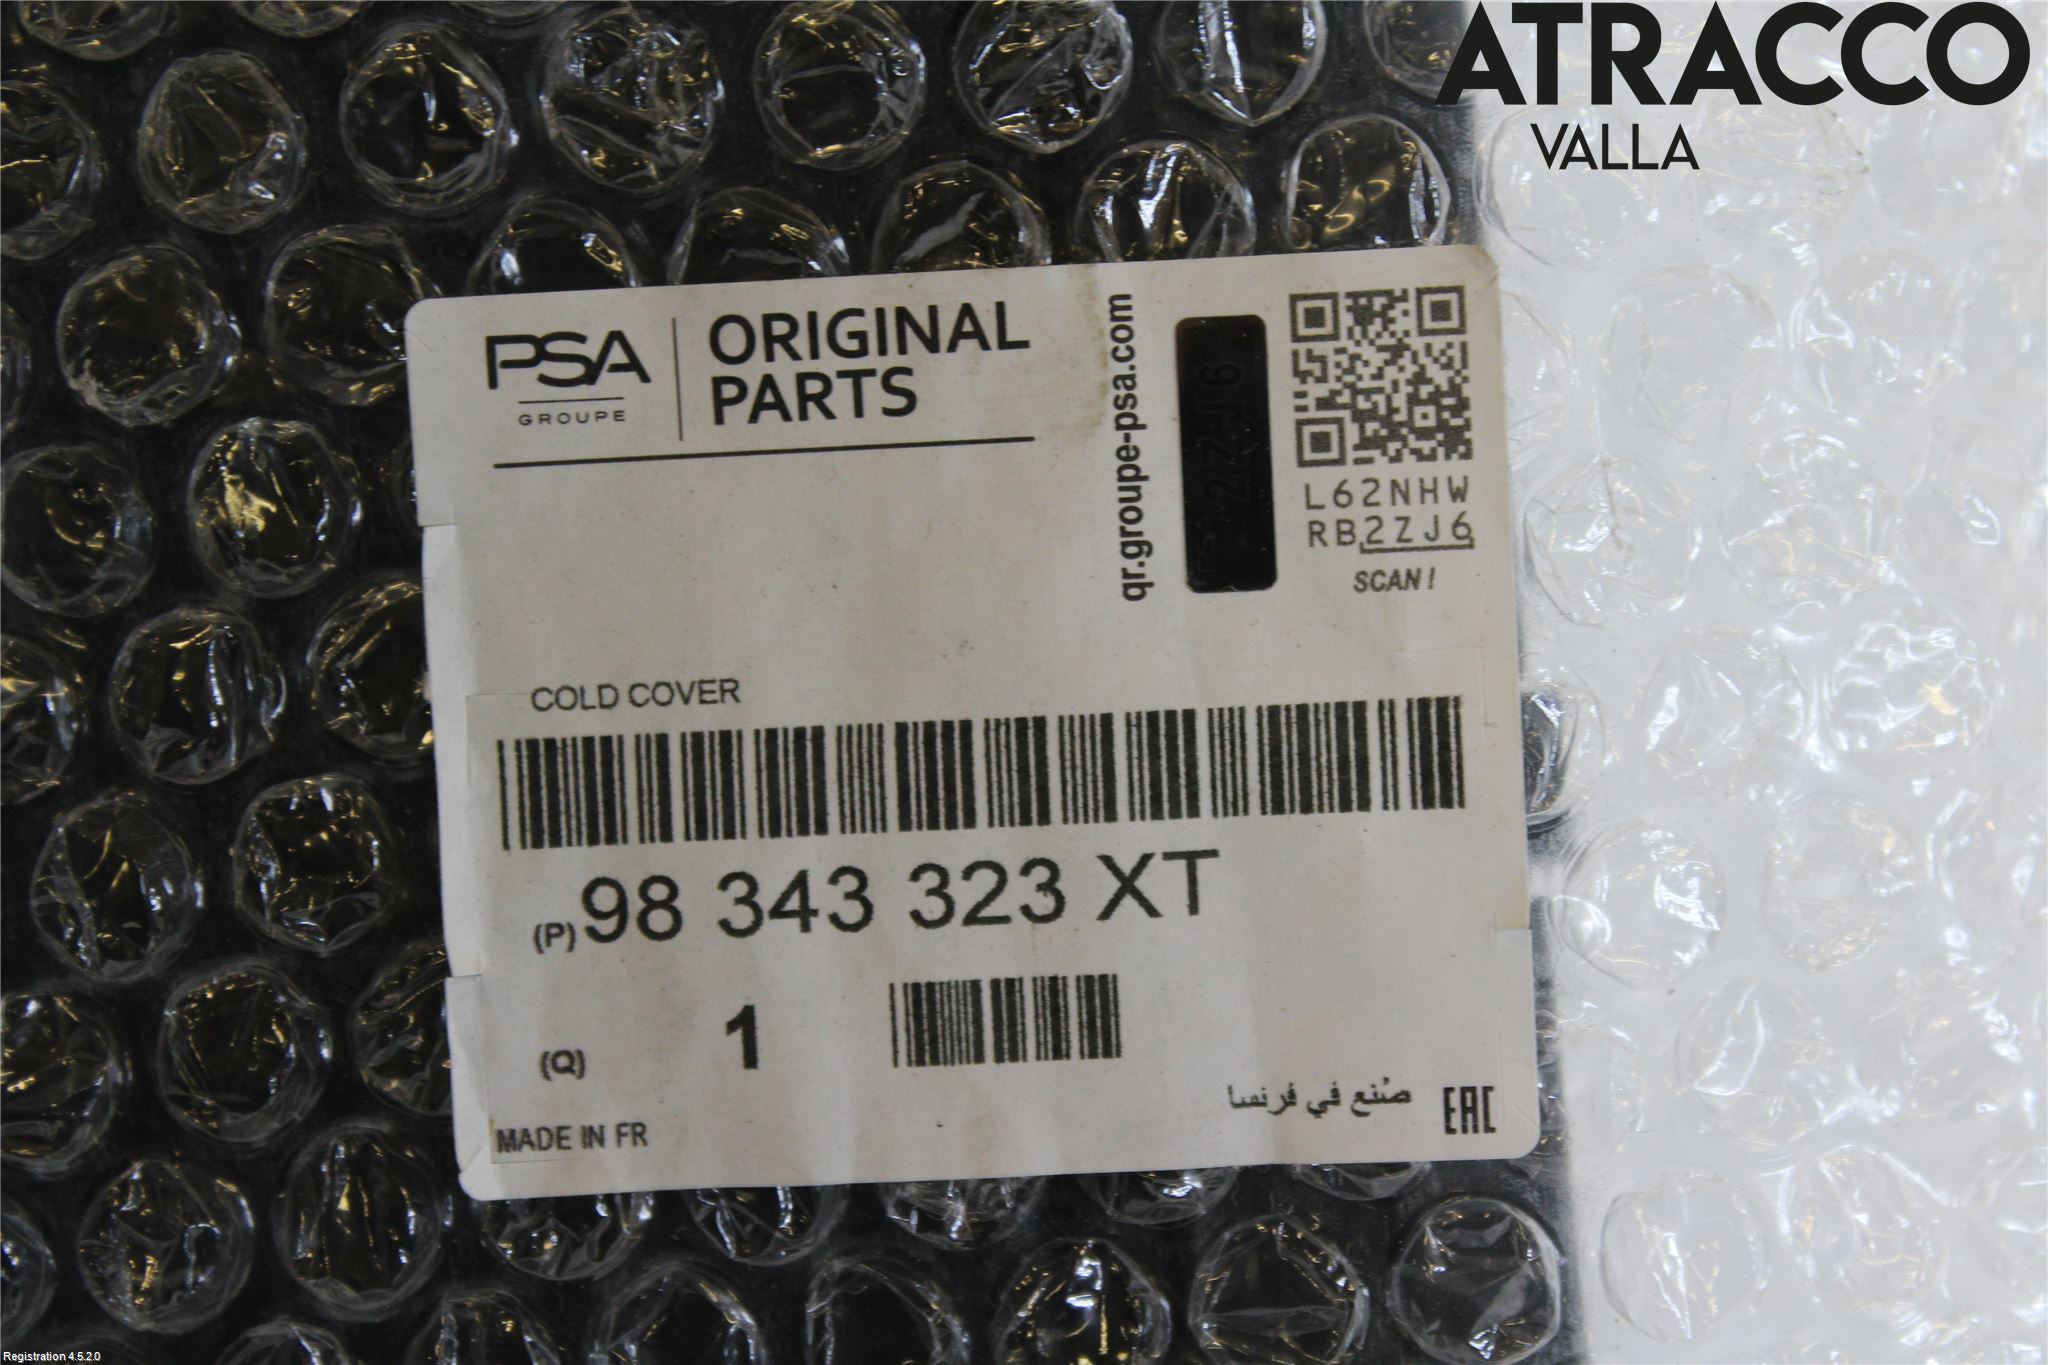 ATRACCO
VALLA
PSA
GROUPE
ORIGINAL
PARTS
qr.groupe-psa.com
2ZJ6
L62NHW
RB2ZJ6
SCAN!
COLD COVER
(P) 98 343 323 XT
(Q) 1
صُنع في فرنسا
EAC
MADE IN FR
Registration 4.5.2.0